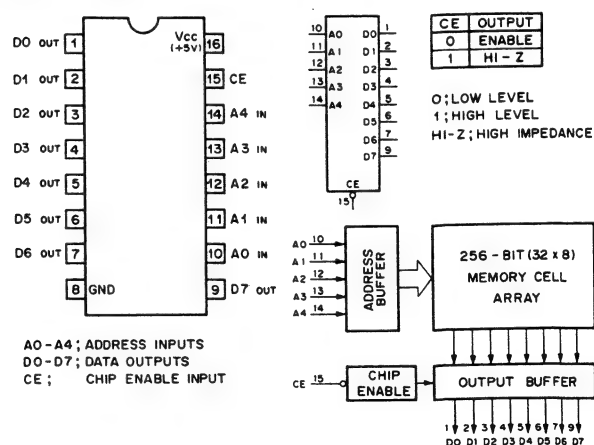 D0 OUT 1
VCC (+5V) 16
D1 OUT 2
15 CE
D2 OUT 3
14 A4 IN
D3 OUT 4
13 A3 IN
D4 OUT 5
12 A2 IN
D5 OUT 6
11 A1 IN
D6 OUT 7
10 A0 IN
8 GND
9 D7 OUT
A0-A4; ADDRESS INPUTS
D0-D7; DATA OUTPUTS
CE; CHIP ENABLE INPUT
10 A0 D0 1
11 A1 D1 2
12 A2 D2 3
13 A3 D3 4
14 A4 D4 5
D5 6
D6 7
D7 9
CE
15
CE OUTPUT
0 ENABLE
1 HI-Z
0; LOW LEVEL
1; HIGH LEVEL
HI-Z; HIGH IMPEDANCE
A0 10
A1 11
A2 12
A3 13
A4 14
ADDRESS
BUFFER
256-BIT (32 x 8)
MEMORY CELL
ARRAY
CE 15
CHIP
ENABLE
OUTPUT BUFFER
1 2 3 4 5 6 7 9
D0 D1 D2 D3 D4 D5 D6 D7